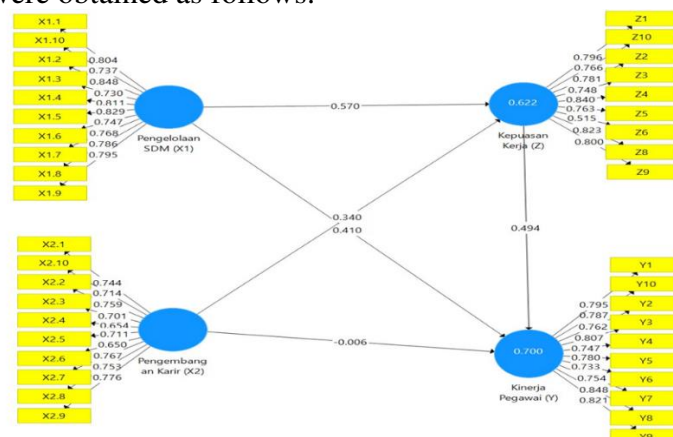 were obtained as follows:
X1.1
X1.10
X1.2
X1.3
X1.4
X1.5
X1.6
X1.7
X1.8
X1.9
0.804
0.737
0.848
0.730
0.811
0.829
0.747
0.768
0.786
0.795
Pengelolaan
SDM (X1)
0.570
0.622
Kepuasan
Kerja (Z)
0.796
0.766
0.781
0.748
0.840
0.763
0.515
0.823
0.800
Z1
Z10
Z2
Z3
Z4
Z5
Z6
Z8
Z9
0.340
0.410
0.494
X2.1
X2.10
X2.2
X2.3
X2.4
X2.5
X2.6
X2.7
X2.8
X2.9
0.744
0.714
0.759
0.701
0.654
0.711
0.650
0.767
0.753
0.776
Pengembang
an Karir (X2)
-0.006
0.700
Kinerja
Pegawai (Y)
0.795
0.787
0.762
0.807
0.747
0.780
0.733
0.754
0.848
0.821
Y1
Y10
Y2
Y3
Y4
Y5
Y6
Y7
Y8
Y9